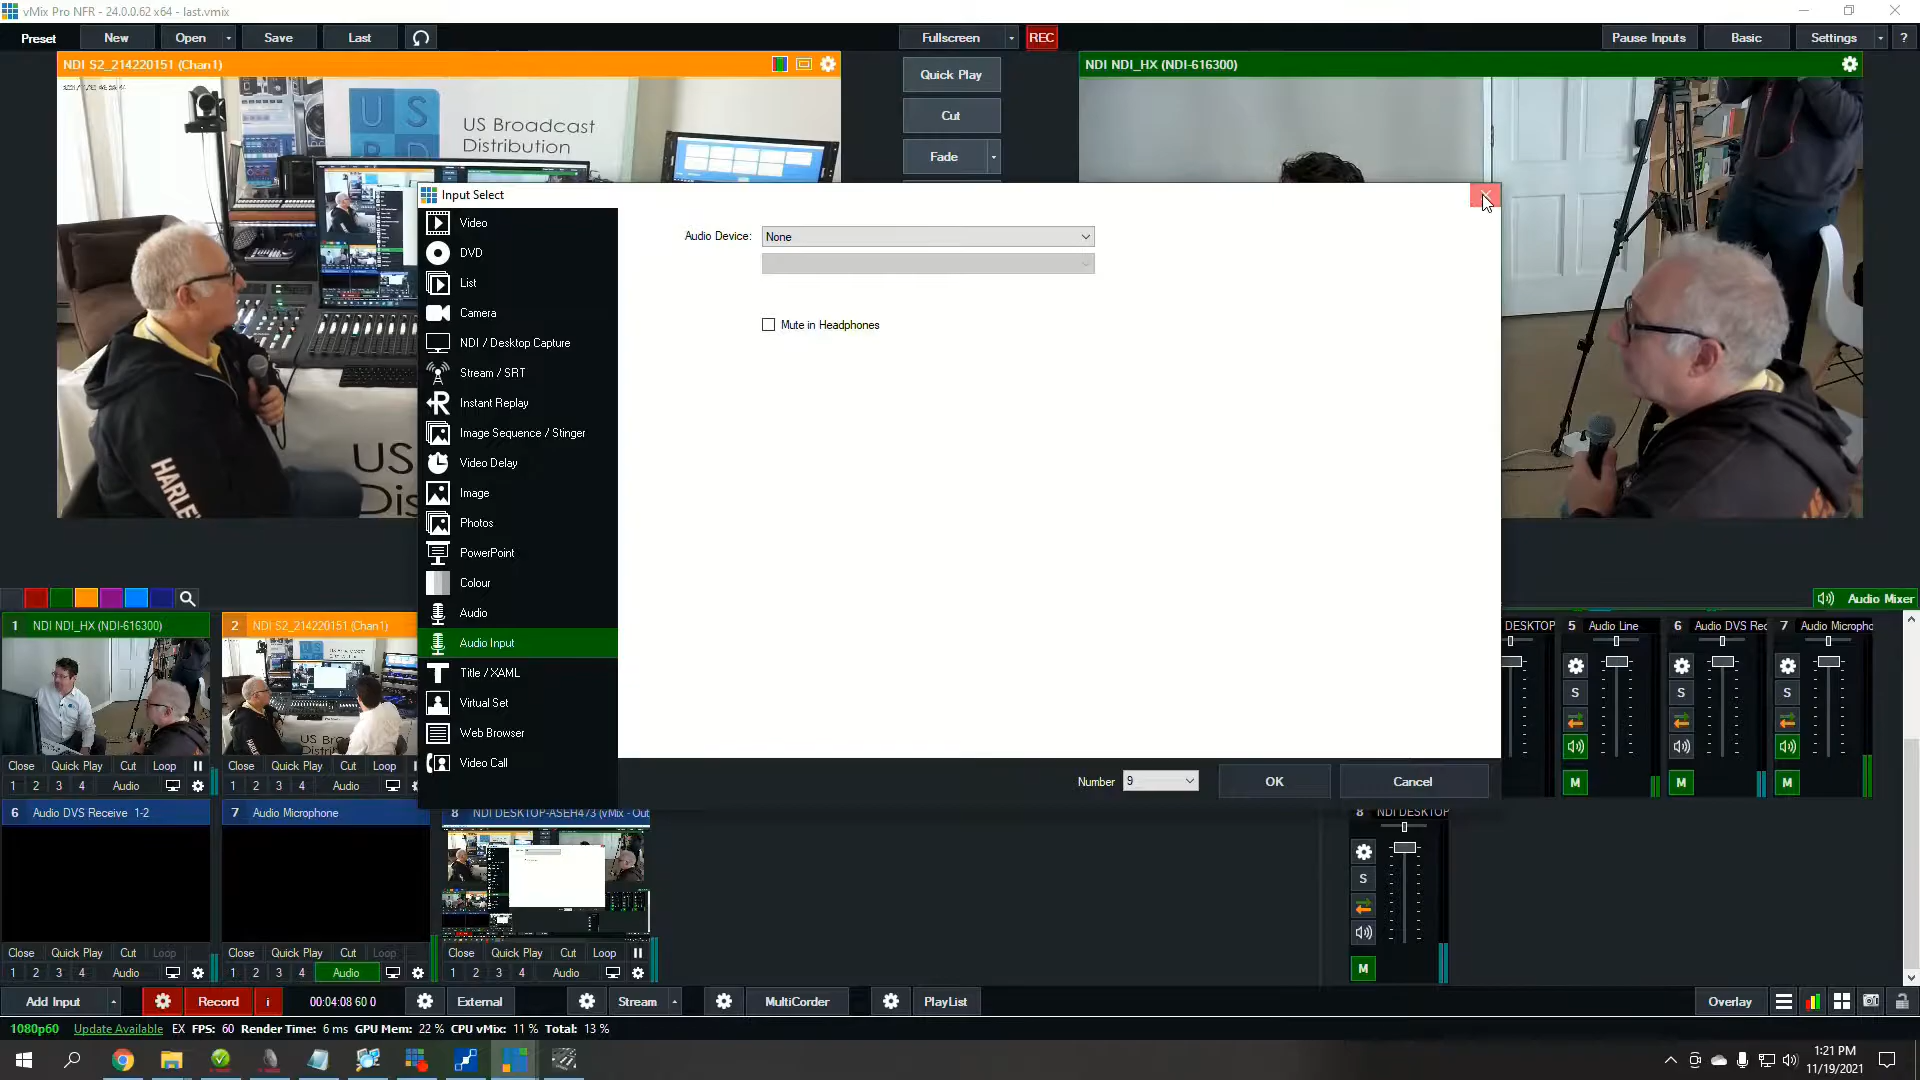 vMix Pro NFR - 24.0.0.62 x64 - last.vmix
Preset New Open Save Last Fullscreen REC Pause Inputs Basic Settings ?
NDI S2_214220151 (Chan1)
NDI NDI_HX (NDI-616300)
Quick Play
Cut
Fade
US Broadcast
Distribution
US
Input Select
Video
DVD
List
Camera
NDI / Desktop Capture
Stream / SRT
Instant Replay
Image Sequence / Stinger
Video Delay
Image
Photos
PowerPoint
Colour
Audio
Audio Input
Title / XAML
Virtual Set
Web Browser
Video Call
Audio Device: None
Mute in Headphones
Number 9 OK Cancel
HARLE
US
Dis
Audio Mixer
1 NDI NDI_HX (NDI-616300)
2 NDI S2_214220151 (Chan1)
DESKTOP 5 Audio Line 6 Audio DVS Rec 7 Audio Micropho
S S S
M M M
Close Quick Play Cut Loop
1 2 3 4 Audio
Close Quick Play Cut Loop
1 2 3 4 Audio
6 Audio DVS Receive 1-2
7 Audio Microphone
8 NDI DESKTOP-ASEH473 (vMix - Out
8 NDI DESKTOP
S
M
Close Quick Play Cut Loop
1 2 3 4 Audio
Close Quick Play Cut Loop
1 2 3 4 Audio
Close Quick Play Cut Loop
1 2 3 4 Audio
Add Input Record i 00:04:08 60 0 External Stream MultiCorder PlayList Overlay
1080p60 Update Available EX FPS: 60 Render Time: 6 ms GPU Mem: 22 % CPU vMix: 11 % Total: 13 %
1:21 PM
11/19/2021